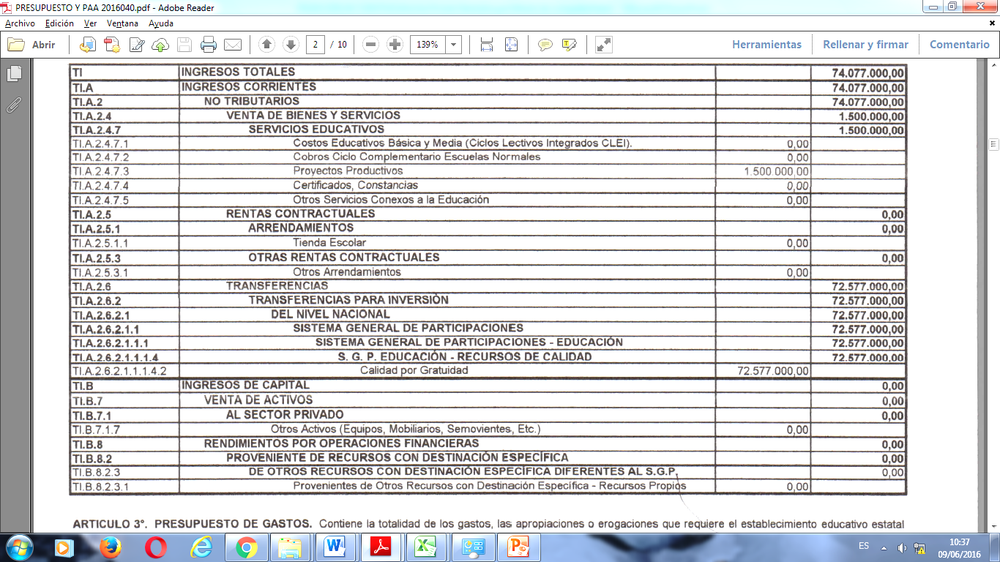 PRESUPUESTO Y PAA 2016040.pdf - Adobe Reader
Archivo Edición Ver Ventana Ayuda
Abrir 2 / 10 139% Herramientas Rellenar y firmar Comentario
TI INGRESOS TOTALES 74.077.000,00
TI.A INGRESOS CORRIENTES 74.077.000,00
TI.A.2 NO TRIBUTARIOS 74.077.000,00
TI.A.2.4 VENTA DE BIENES Y SERVICIOS 1.500.000,00
TI.A.2.4.7 SERVICIOS EDUCATIVOS 1.500.000,00
TI.A.2.4.7.1 Costos Educativos Básica y Media (Ciclos Lectivos Integrados CLEI). 0,00
TI.A.2.4.7.2 Cobros Ciclo Complementario Escuelas Normales 0,00
TI.A.2.4.7.3 Proyectos Productivos 1.500.000,00
TI.A.2.4.7.4 Certificados, Constancias 0,00
TI.A.2.4.7.5 Otros Servicios Conexos a la Educación 0,00
TI.A.2.5 RENTAS CONTRACTUALES 0,00
TI.A.2.5.1 ARRENDAMIENTOS 0,00
TI.A.2.5.1.1 Tienda Escolar 0,00
TI.A.2.5.3 OTRAS RENTAS CONTRACTUALES 0,00
TI.A.2.5.3.1 Otros Arrendamientos 0,00
TI.A.2.6 TRANSFERENCIAS 72.577.000,00
TI.A.2.6.2 TRANSFERENCIAS PARA INVERSIÓN 72.577.000,00
TI.A.2.6.2.1 DEL NIVEL NACIONAL 72.577.000,00
TI.A.2.6.2.1.1 SISTEMA GENERAL DE PARTICIPACIONES 72.577.000,00
TI.A.2.6.2.1.1.1 SISTEMA GENERAL DE PARTICIPACIONES - EDUCACIÓN 72.577.000,00
TI.A.2.6.2.1.1.1.4 S. G. P. EDUCACIÓN - RECURSOS DE CALIDAD 72.577.000,00
TI.A.2.6.2.1.1.1.4.2 Calidad por Gratuidad 72.577.000,00
TI.B INGRESOS DE CAPITAL 0,00
TI.B.7 VENTA DE ACTIVOS 0,00
TI.B.7.1 AL SECTOR PRIVADO 0,00
TI.B.7.1.7 Otros Activos (Equipos, Mobiliarios, Semovientes, Etc.) 0,00
TI.B.8 RENDIMIENTOS POR OPERACIONES FINANCIERAS 0,00
TI.B.8.2 PROVENIENTE DE RECURSOS CON DESTINACIÓN ESPECÍFICA 0,00
TI.B.8.2.3 DE OTROS RECURSOS CON DESTINACIÓN ESPECÍFICA DIFERENTES AL S.G.P. 0,00
TI.B.8.2.3.1 Provenientes de Otros Recursos con Destinación Específica - Recursos Propios 0,00
ARTICULO 3°. PRESUPUESTO DE GASTOS. Contiene la totalidad de los gastos, las apropiaciones o erogaciones que requiere el establecimiento educativo estatal
ES 10:37
09/06/2016